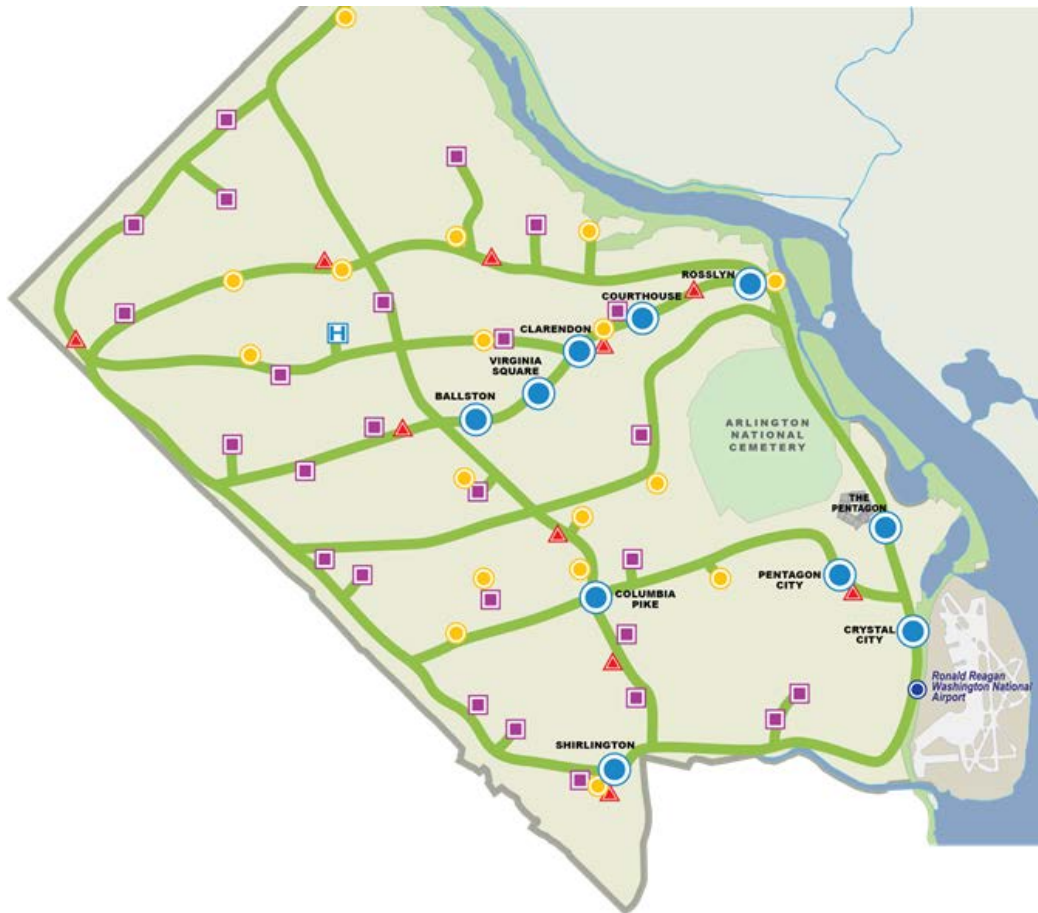 ROSSLYN
COURTHOUSE
CLARENDON
VIRGINIA
SQUARE
BALLSTON
ARLINGTON
NATIONAL
CEMETERY
H
THE
PENTAGON
PENTAGON
CITY
COLUMBIA
PIKE
CRYSTAL
CITY
Ronald Reagan
Washington National
Airport
SHIRLINGTON